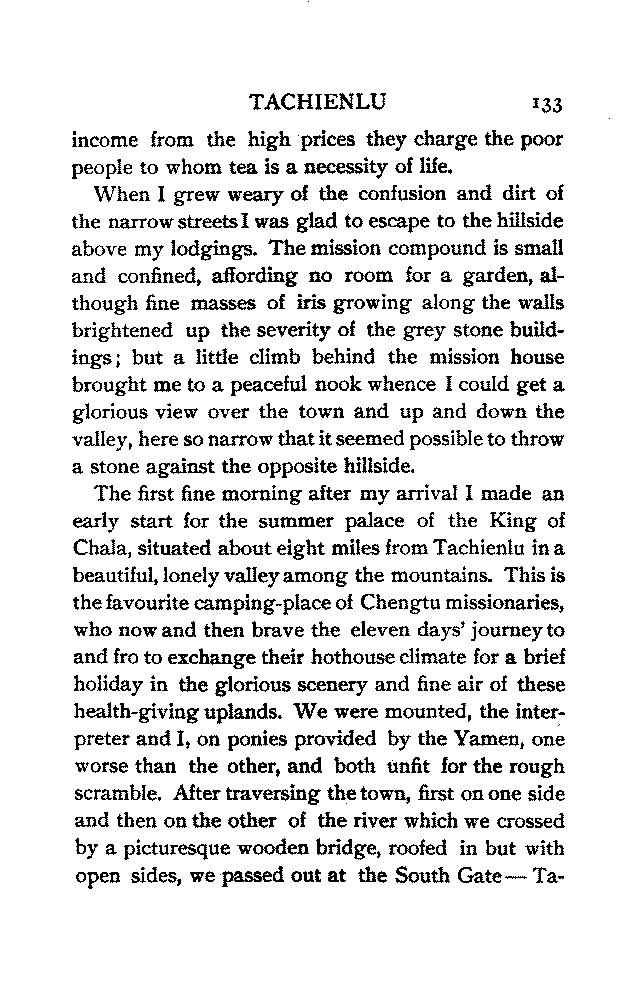 TACHIENLU 133
income from the high prices they charge the poor
people to whom tea is a necessity of life.
When I grew weary of the confusion and dirt of
the narrow streets I was glad to escape to the hillside
above my lodgings. The mission compound is small
and confined, affording no room for a garden, al-
though fine masses of iris growing along the walls
brightened up the severity of the grey stone build-
ings; but a little climb behind the mission house
brought me to a peaceful nook whence I could get a
glorious view over the town and up and down the
valley, here so narrow that it seemed possible to throw
a stone against the opposite hillside.
The first fine morning after my arrival I made an
early start for the summer palace of the King of
Chala, situated about eight miles from Tachienlu in a
beautiful, lonely valley among the mountains. This is
the favourite camping-place of Chengtu missionaries,
who now and then brave the eleven days' journey to
and fro to exchange their hothouse climate for a brief
holiday in the glorious scenery and fine air of these
health-giving uplands. We were mounted, the inter-
preter and I, on ponies provided by the Yamen, one
worse than the other, and both unfit for the rough
scramble. After traversing the town, first on one side
and then on the other of the river which we crossed
by a picturesque wooden bridge, roofed in but with
open sides, we passed out at the South Gate — Ta-